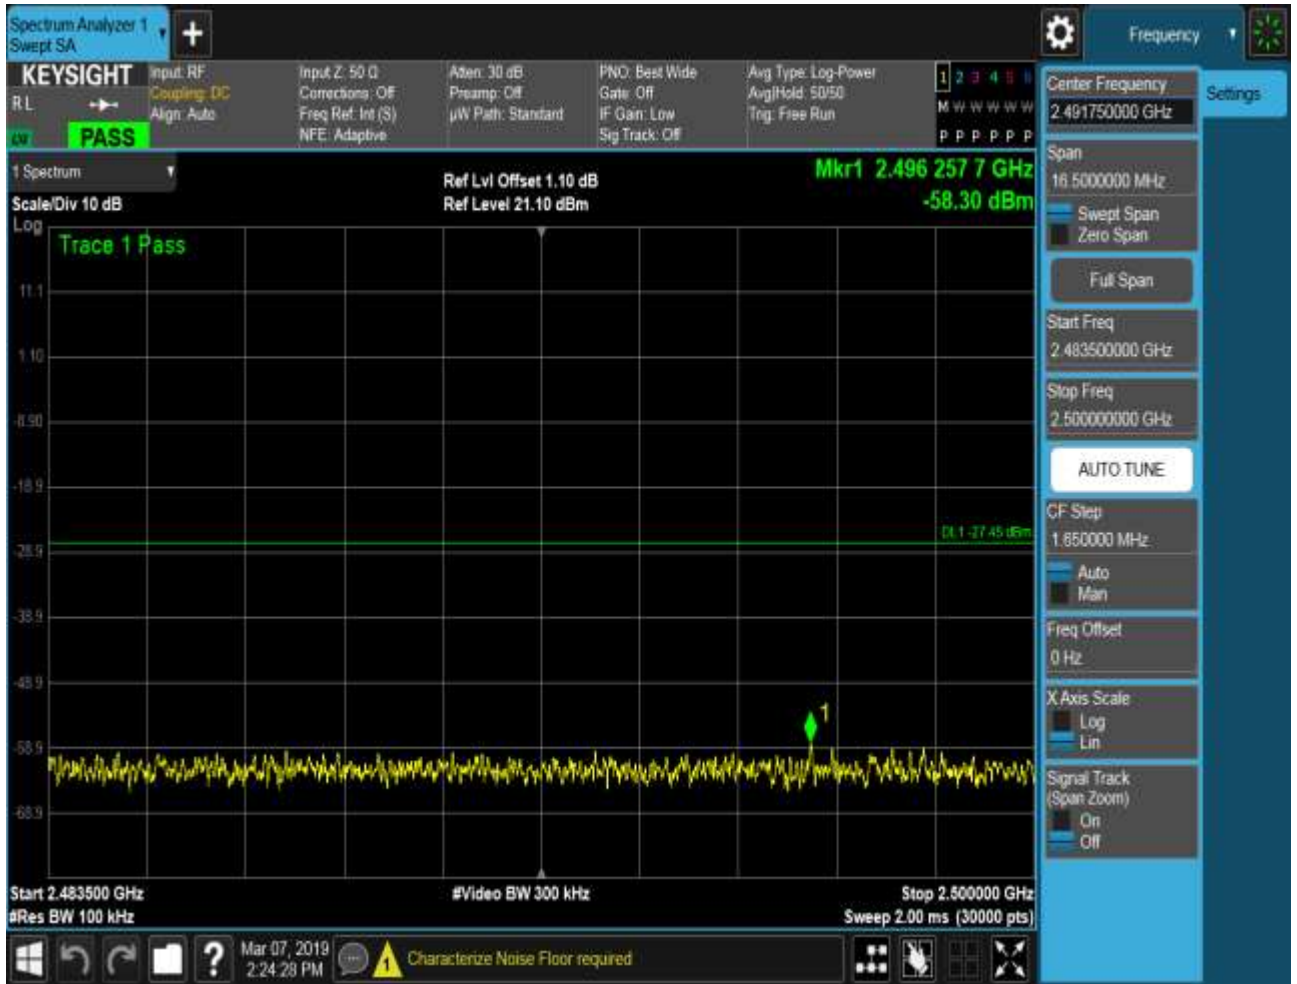 Spectrum Analyzer 1
Swept SA
+
Frequency
KEYSIGHT
R L
LW
PASS
Input: RF
Coupling: DC
Align: Auto
Input Z: 50 Ω
Corrections: Off
Freq Ref: Int (S)
NFE: Adaptive
Atten: 30 dB
Preamp: Off
µW Path: Standard
PNO: Best Wide
Gate: Off
IF Gain: Low
Sig Track: Off
Avg Type: Log-Power
Avg|Hold: 50/50
Trig: Free Run
1 2 3 4 5 6
M W W W W W
P P P P P P
1 Spectrum
Scale/Div 10 dB
Ref Lvl Offset 1.10 dB
Ref Level 21.10 dBm
Mkr1 2.496 257 7 GHz
-58.30 dBm
Log
Trace 1 Pass
11.1
1.10
-8.90
-18.9
DL1 -27.45 dBm
-28.9
-38.9
-48.9
1
-58.9
-68.9
Start 2.483500 GHz
#Res BW 100 kHz
#Video BW 300 kHz
Stop 2.500000 GHz
Sweep 2.00 ms (30000 pts)
Center Frequency
2.491750000 GHz
Settings
Span
16.5000000 MHz
Swept Span
Zero Span
Full Span
Start Freq
2.483500000 GHz
Stop Freq
2.500000000 GHz
AUTO TUNE
CF Step
1.650000 MHz
Auto
Man
Freq Offset
0 Hz
X Axis Scale
Log
Lin
Signal Track
(Span Zoom)
On
Off
?
Mar 07, 2019
2:24:28 PM
1
Characterize Noise Floor required